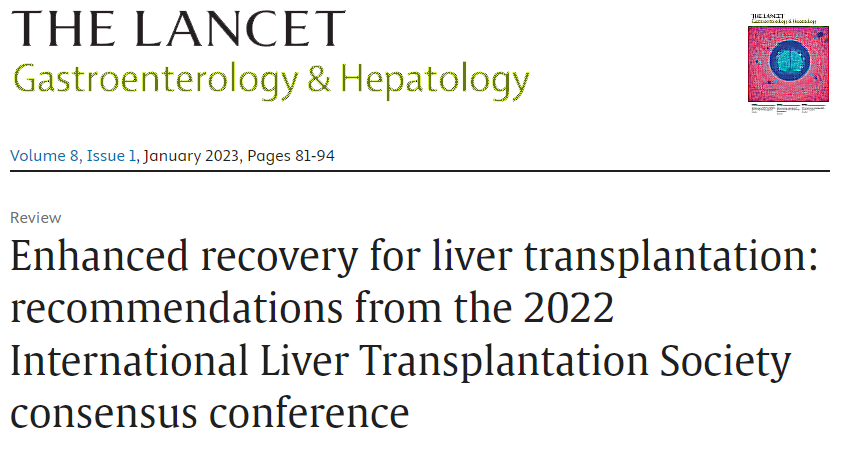 THE LANCET
Gastroenterology & Hepatology
Volume 8, Issue 1, January 2023, Pages 81-94
Review
Enhanced recovery for liver transplantation:
recommendations from the 2022
International Liver Transplantation Society
consensus conference
THE LANCET
Gastroenterology & Hepatology